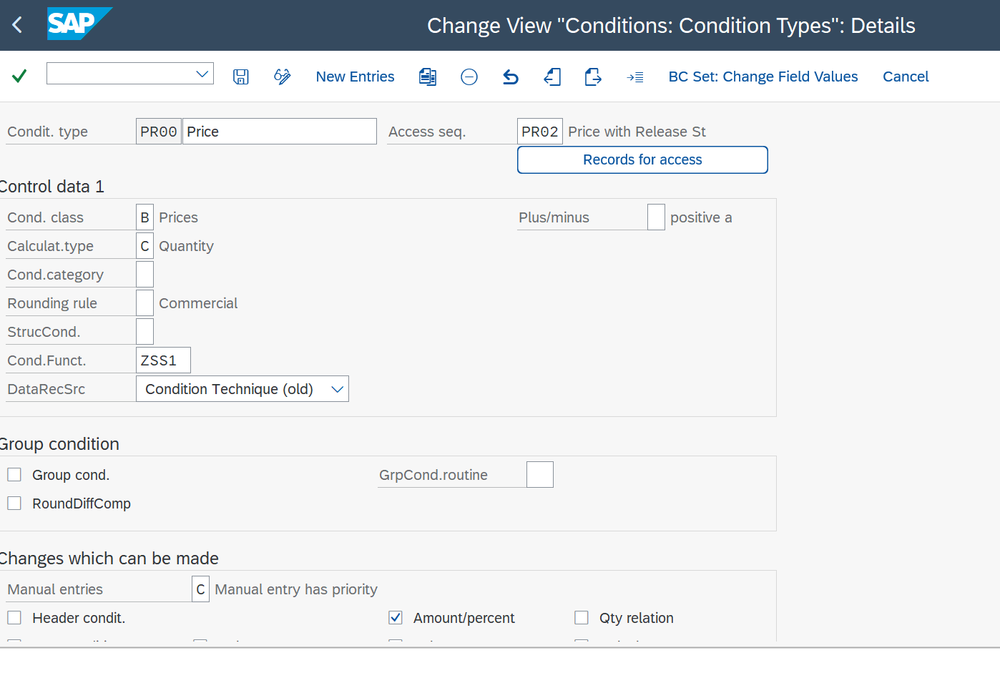 SAP Change View "Conditions: Condition Types": Details
New Entries BC Set: Change Field Values Cancel
Condit. type PR00 Price Access seq. PR02 Price with Release St
Records for access
Control data 1
Cond. class B Prices Plus/minus positive a
Calculat.type C Quantity
Cond.category
Rounding rule Commercial
StrucCond.
Cond.Funct. ZSS1
DataRecSrc Condition Technique (old)
Group condition
Group cond. GrpCond.routine
RoundDiffComp
Changes which can be made
Manual entries C Manual entry has priority
Header condit. Amount/percent Qty relation